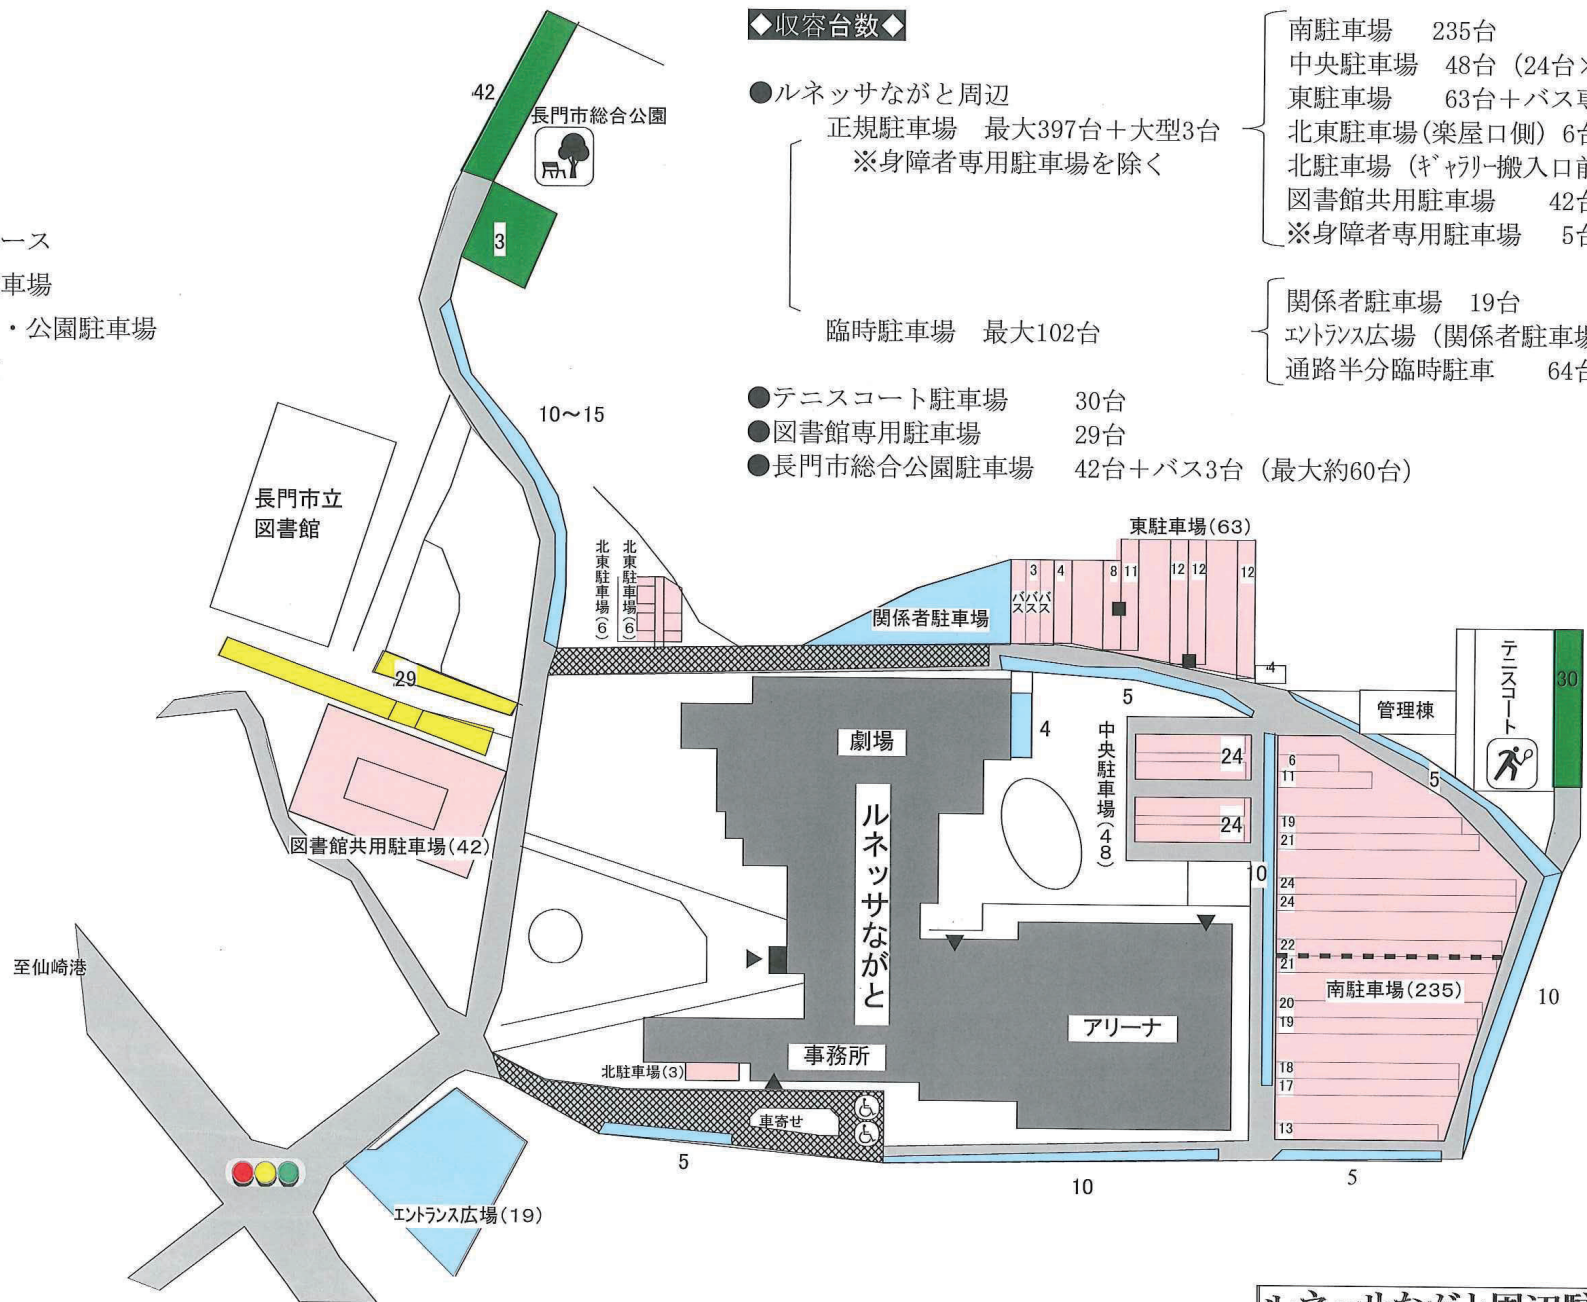 ◆収容台数◆
●ルネッサながと周辺
正規駐車場　最大397台＋大型3台
※身障者専用駐車場を除く
南駐車場　235台
中央駐車場　48台（24台×
東駐車場　63台＋バス
北東駐車場(楽屋口側) 6台
北駐車場（ｷﾞｬﾗﾘｰ搬入口前
図書館共用駐車場　42台
※身障者専用駐車場　5台
臨時駐車場　最大102台
関係者駐車場　19台
ｴﾝﾄﾗﾝｽ広場（関係者駐車場
通路半分臨時駐車　64台
●テニスコート駐車場　30台
●図書館専用駐車場　29台
●長門市総合公園駐車場　42台＋バス3台（最大約60台）
ース
車場
・公園駐車場
42
長門市総合公園
3
10～15
長門市立
図書館
29
図書館共用駐車場(42)
北東駐車場(6)
北東駐車場(6)
関係者駐車場
東駐車場(63)
3
4
8
11
12
12
12
バス
バス
バス
4
5
4
管理棟
テニスコート
30
劇場
ルネッサながと
中央駐車場(48)
24
24
10
5
6
11
19
21
24
24
22
21
20
19
18
17
13
南駐車場(235)
10
至仙崎港
アリーナ
事務所
北駐車場(3)
車寄せ
5
10
5
ｴﾝﾄﾗﾝｽ広場(19)
ルネッサながと周辺駐